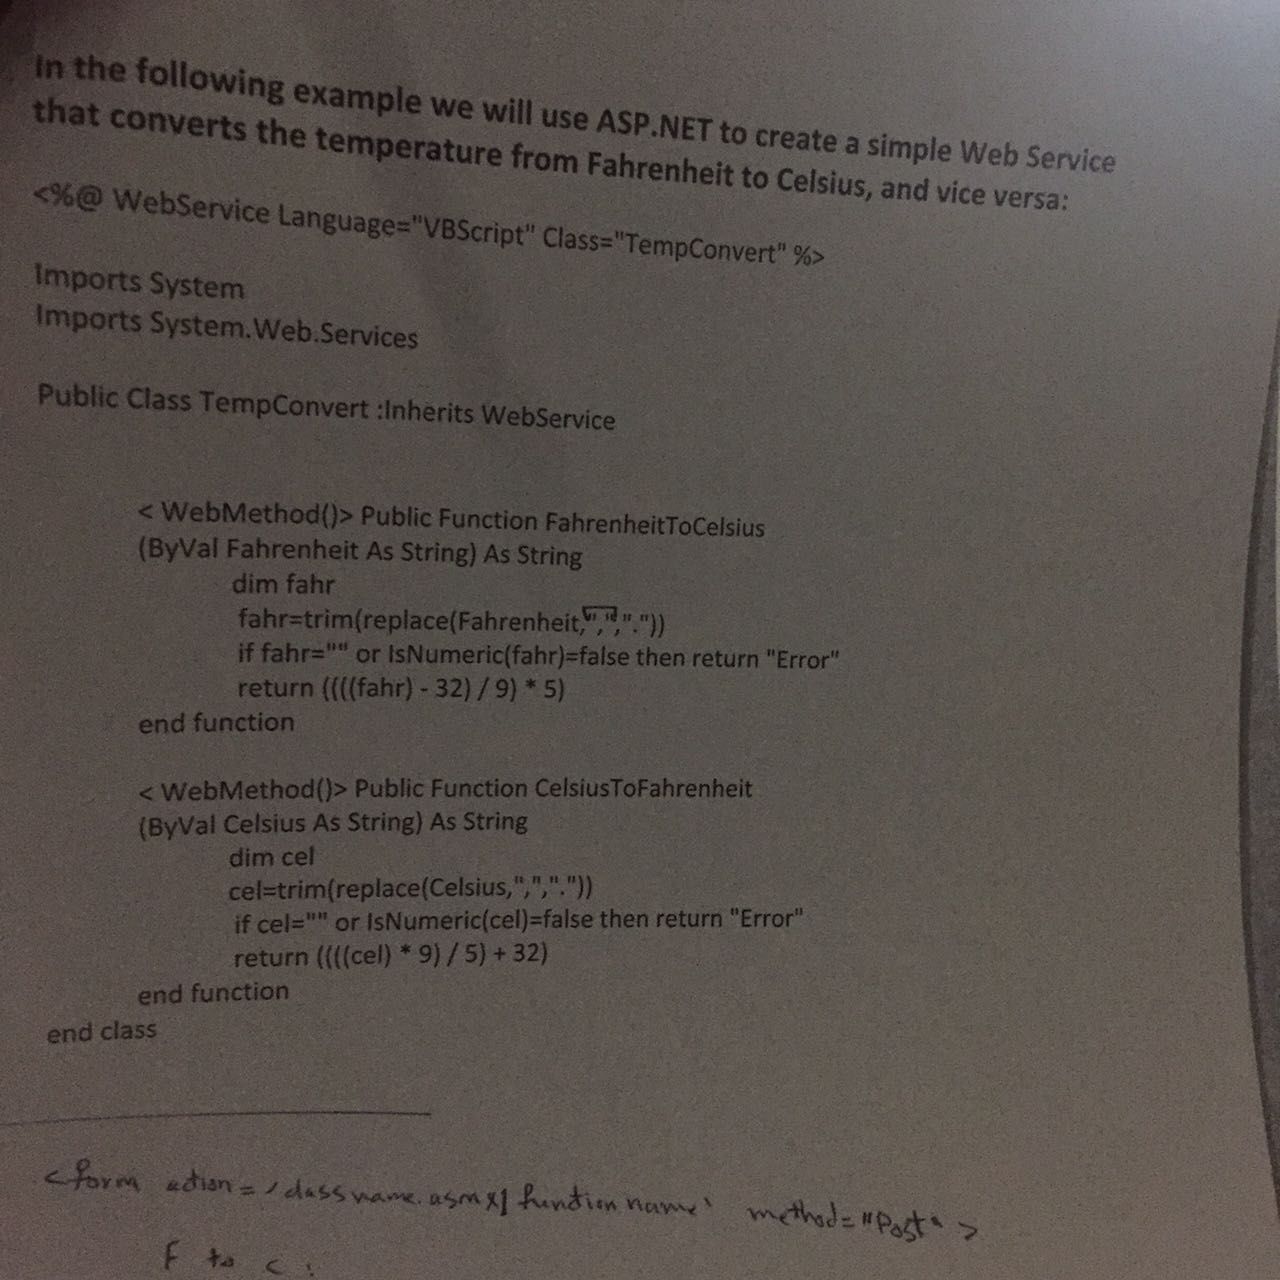 In the following example we will use ASP.NET to create a simple Web Service
that converts the temperature from Fahrenheit to Celsius, and vice versa:
<%@ WebService Language="VBScript" Class="TempConvert" %>
Imports System
Imports System.Web.Services
Public Class TempConvert :Inherits WebService
< WebMethod()> Public Function FahrenheitToCelsius
(ByVal Fahrenheit As String) As String
dim fahr
fahr=trim(replace(Fahrenheit,",","."))
if fahr="" or IsNumeric(fahr)=false then return "Error"
return ((((fahr) - 32) / 9) * 5)
end function
< WebMethod()> Public Function CelsiusToFahrenheit
(ByVal Celsius As String) As String
dim cel
cel=trim(replace(Celsius,",","."))
if cel="" or IsNumeric(cel)=false then return "Error"
return ((((cel) * 9) / 5) + 32)
end function
end class
<form action='classname.asmx/function name' method="Post">
F to C :